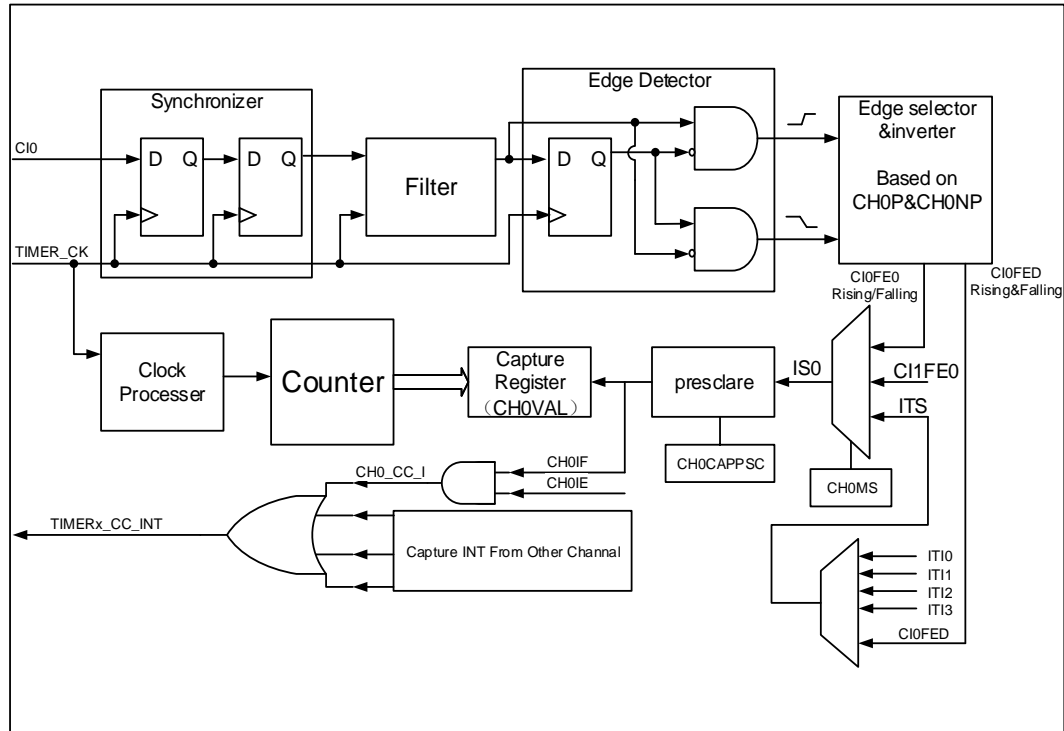 Edge Detector
Synchronizer
Edge selector
&inverter
Based on
CH0P&CH0NP
CI0
D Q
D Q
Filter
D Q
TIMER_CK
CI0FE0
Rising/Falling
CI0FED
Rising&Falling
Clock
Processer
Counter
Capture
Register
（CH0VAL）
presclare
IS0
CI1FE0
ITS
CH0CAPPSC
CH0MS
CH0_CC_I
CH0IF
CH0IE
TIMERx_CC_INT
Capture INT From Other Channal
ITI0
ITI1
ITI2
ITI3
CI0FED